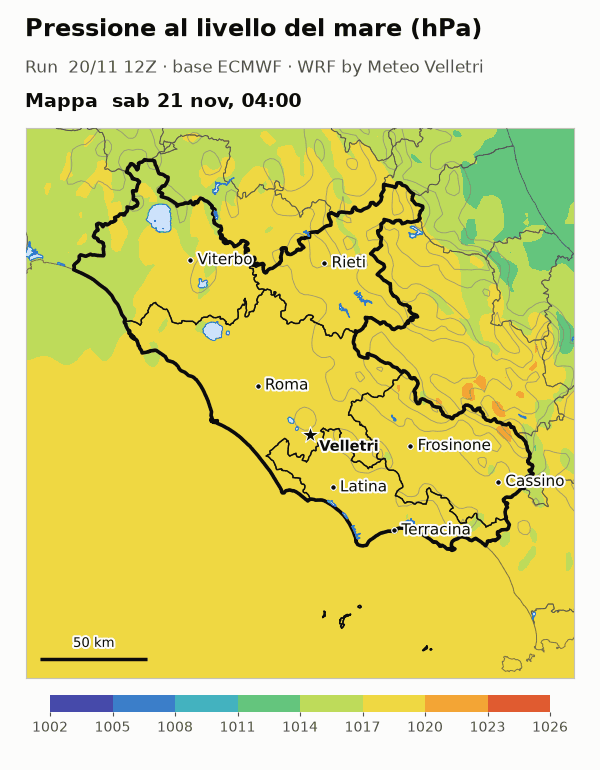 Pressione al livello del mare (hPa)
Run  20/11 12Z · base ECMWF · WRF by Meteo Velletri
Mappa  sab 21 nov, 04:00
Viterbo
Rieti
Roma
Velletri
Frosinone
Cassino
Latina
Terracina
50 km
1002 1005 1008 1011 1014 1017 1020 1023 1026